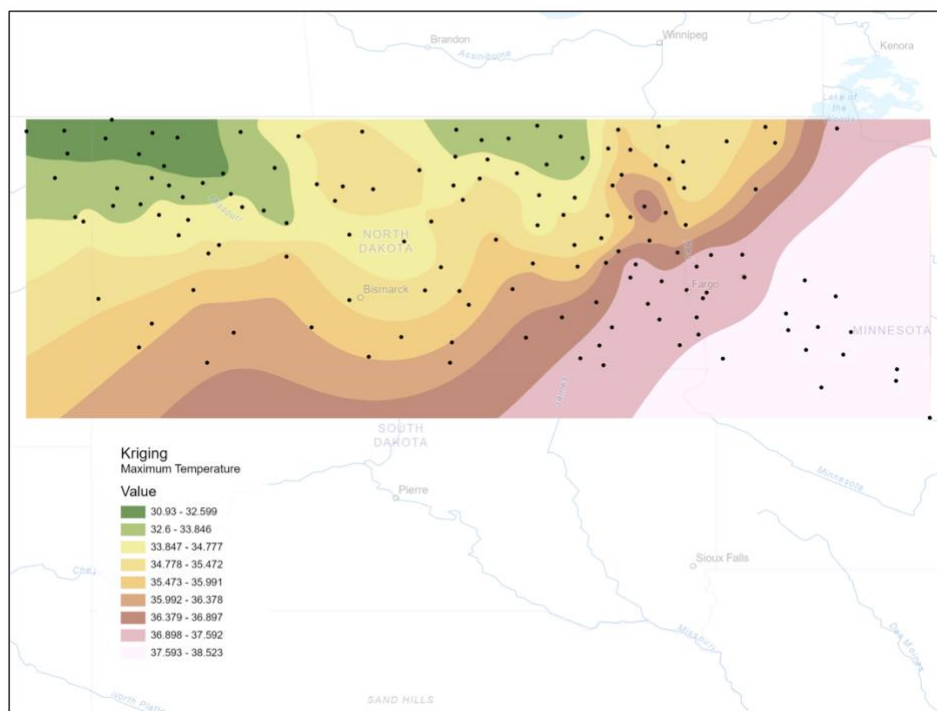 Brandon
Winnipeg
Assiniboine
Kenora
Lake of
the
Woods
Missouri
NORTH
DAKOTA
Bismarck
Fargo
MINNESOTA
James
SOUTH
DAKOTA
Kriging
Maximum Temperature
Value
30.93 - 32.599
32.6 - 33.846
33.847 - 34.777
34.778 - 35.472
35.473 - 35.991
35.992 - 36.378
36.379 - 36.897
36.898 - 37.592
37.593 - 38.523
Minnesota
Pierre
Sioux Falls
Chey
Missouri
Des Moines
North Platte
SAND HILLS